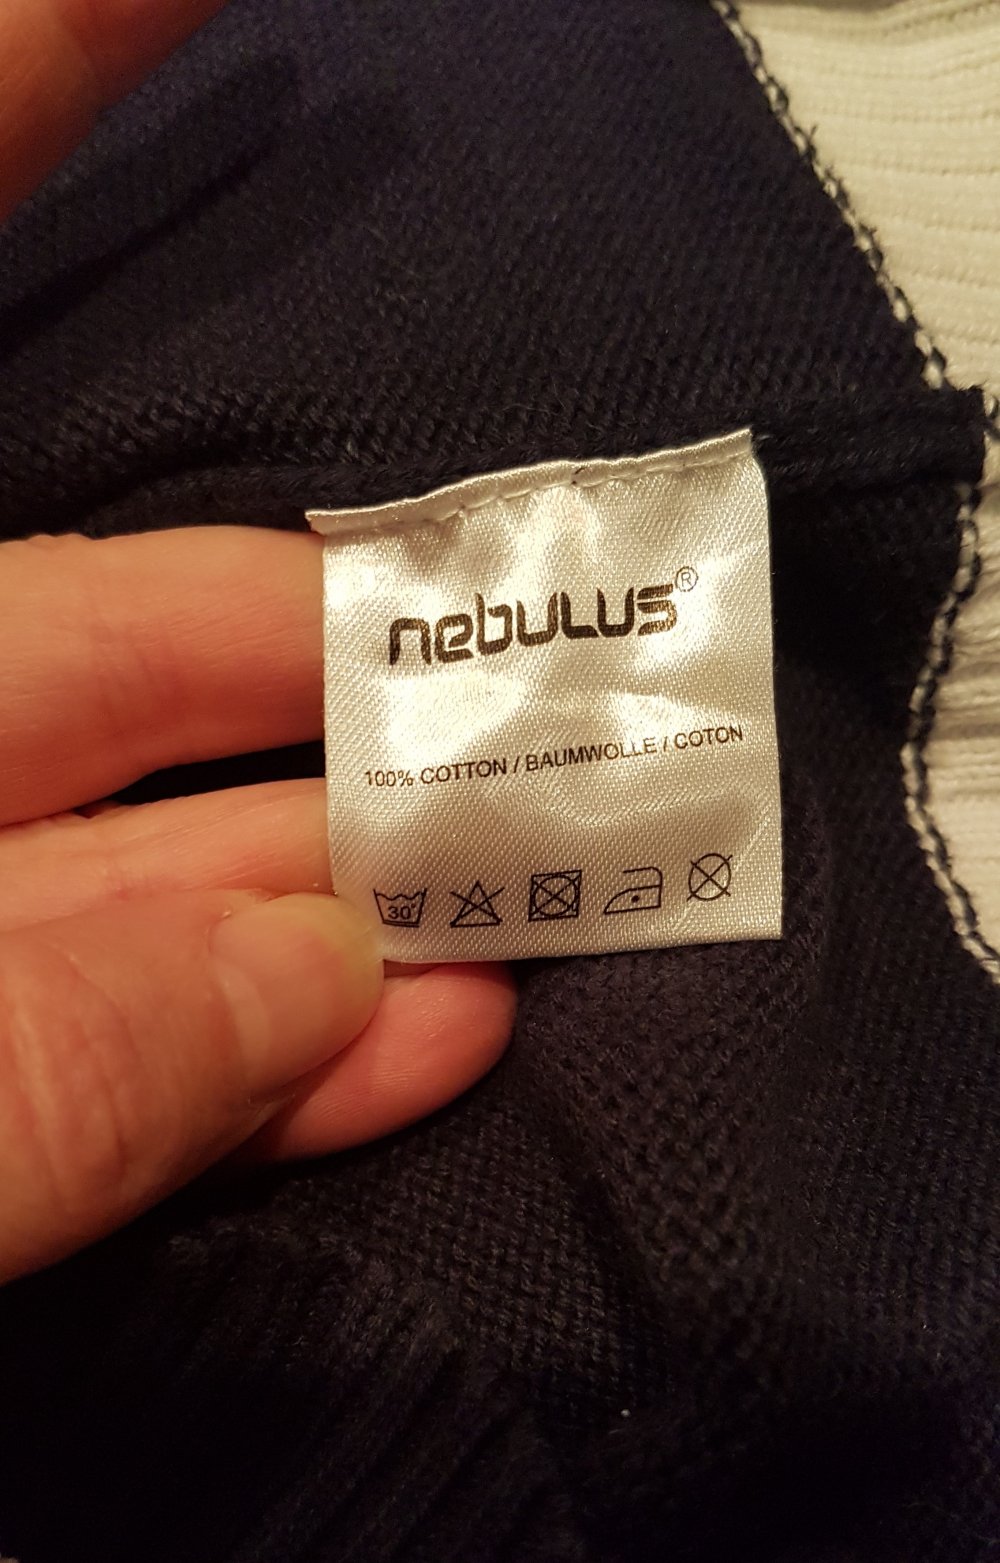 nebulus®
100% COTTON / BAUMWOLLE / COTON
30°